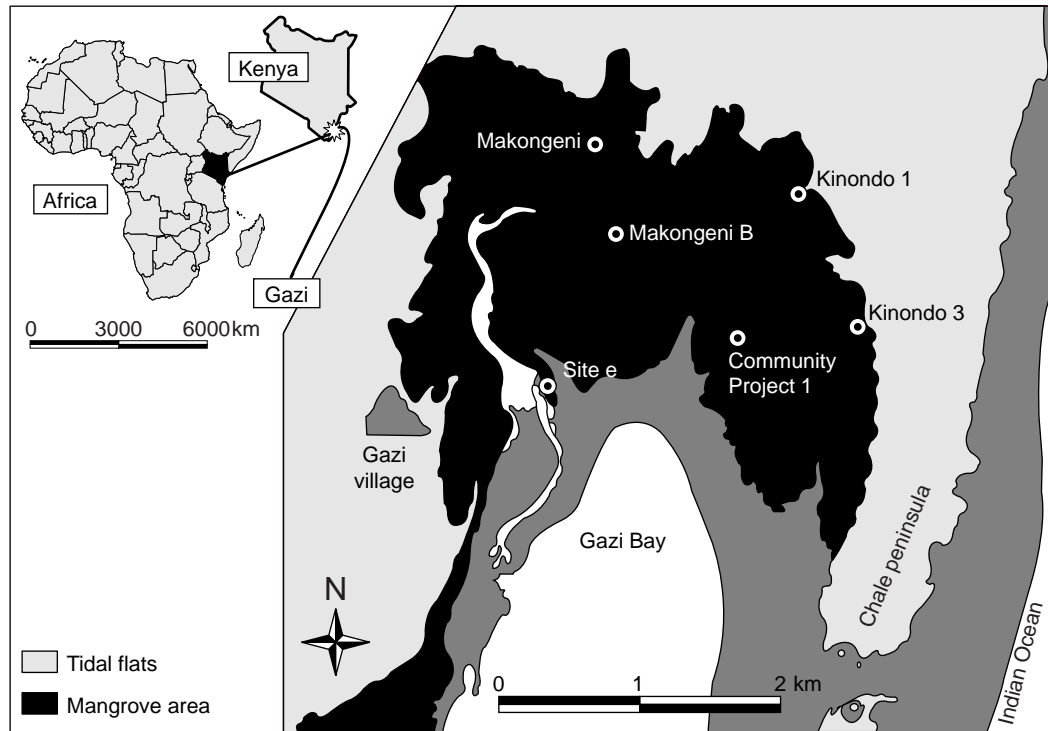 Kenya
Africa
Gazi
0 3000 6000 km
Makongeni
Kinondo 1
Makongeni B
Kinondo 3
Community
Project 1
Site e
Gazi
village
Gazi Bay
Chale peninsula
Indian Ocean
N
Tidal flats
Mangrove area
0 1 2 km